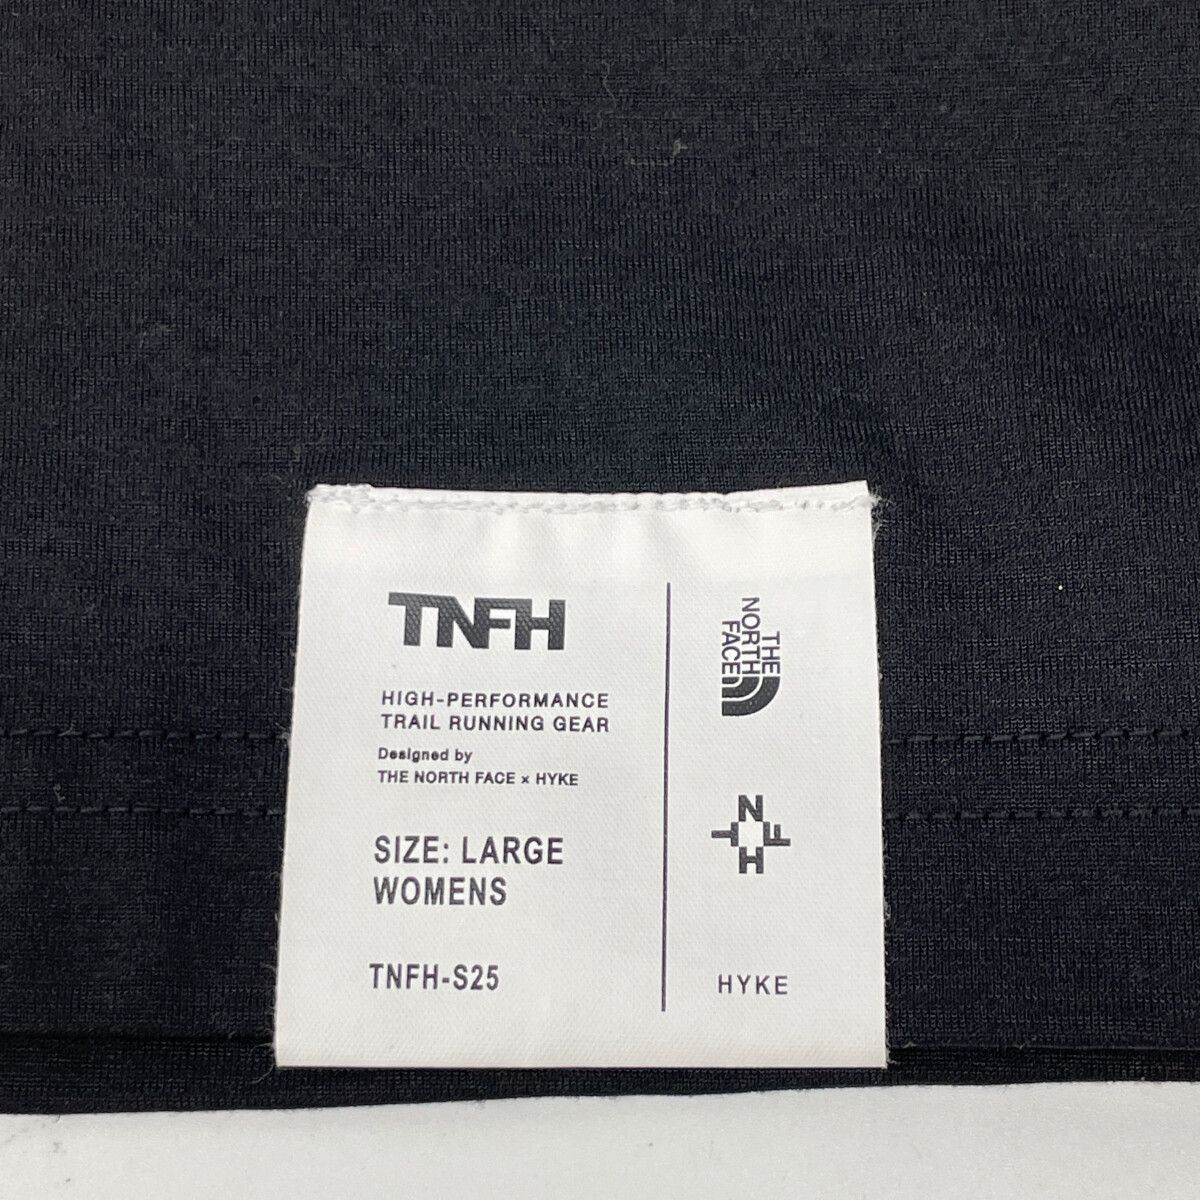 TNFH
HIGH-PERFORMANCE
TRAIL RUNNING GEAR
Designed by
THE NORTH FACE × HYKE
SIZE: LARGE
WOMENS
TNFH-S25
THE
NORTH
FACE
N
T F
H
HYKE